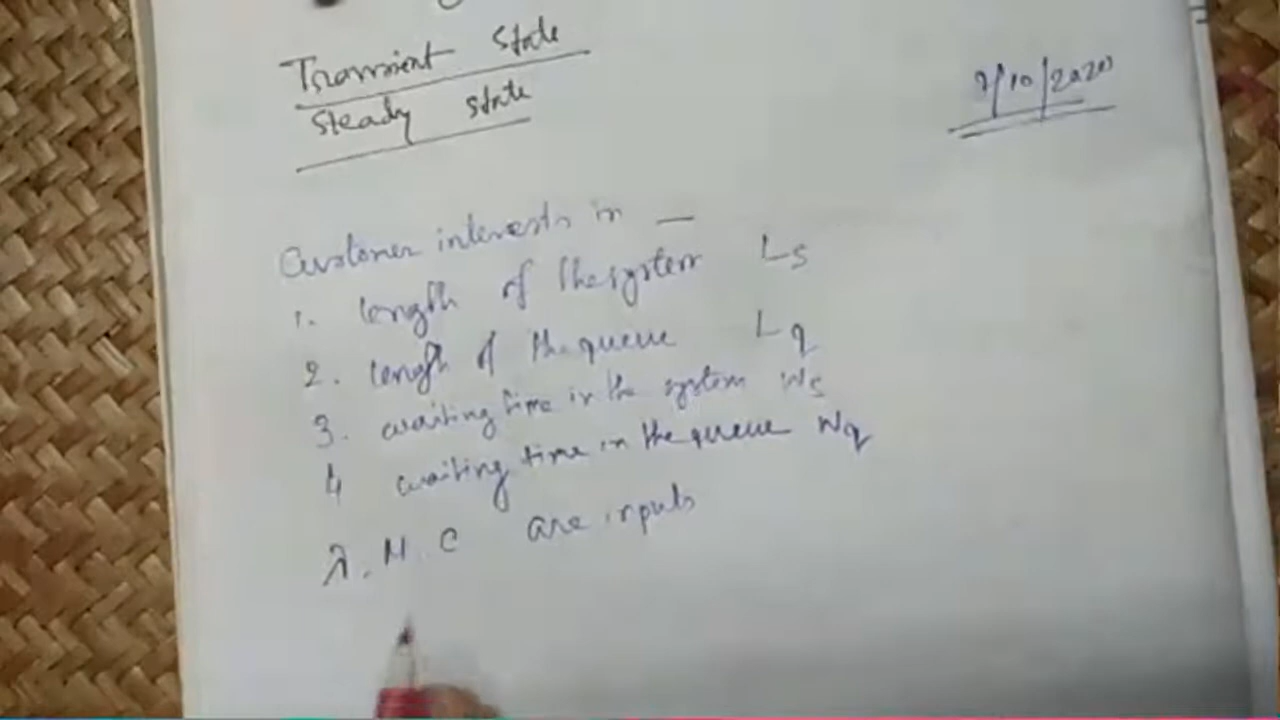 Transient state
Steady state
9/10/2020
Customer interests in —
1. length of the system Ls
2. length of the queue Lq
3. waiting time in the system Ws
4 waiting time in the queue Wq
λ, M, C are inputs